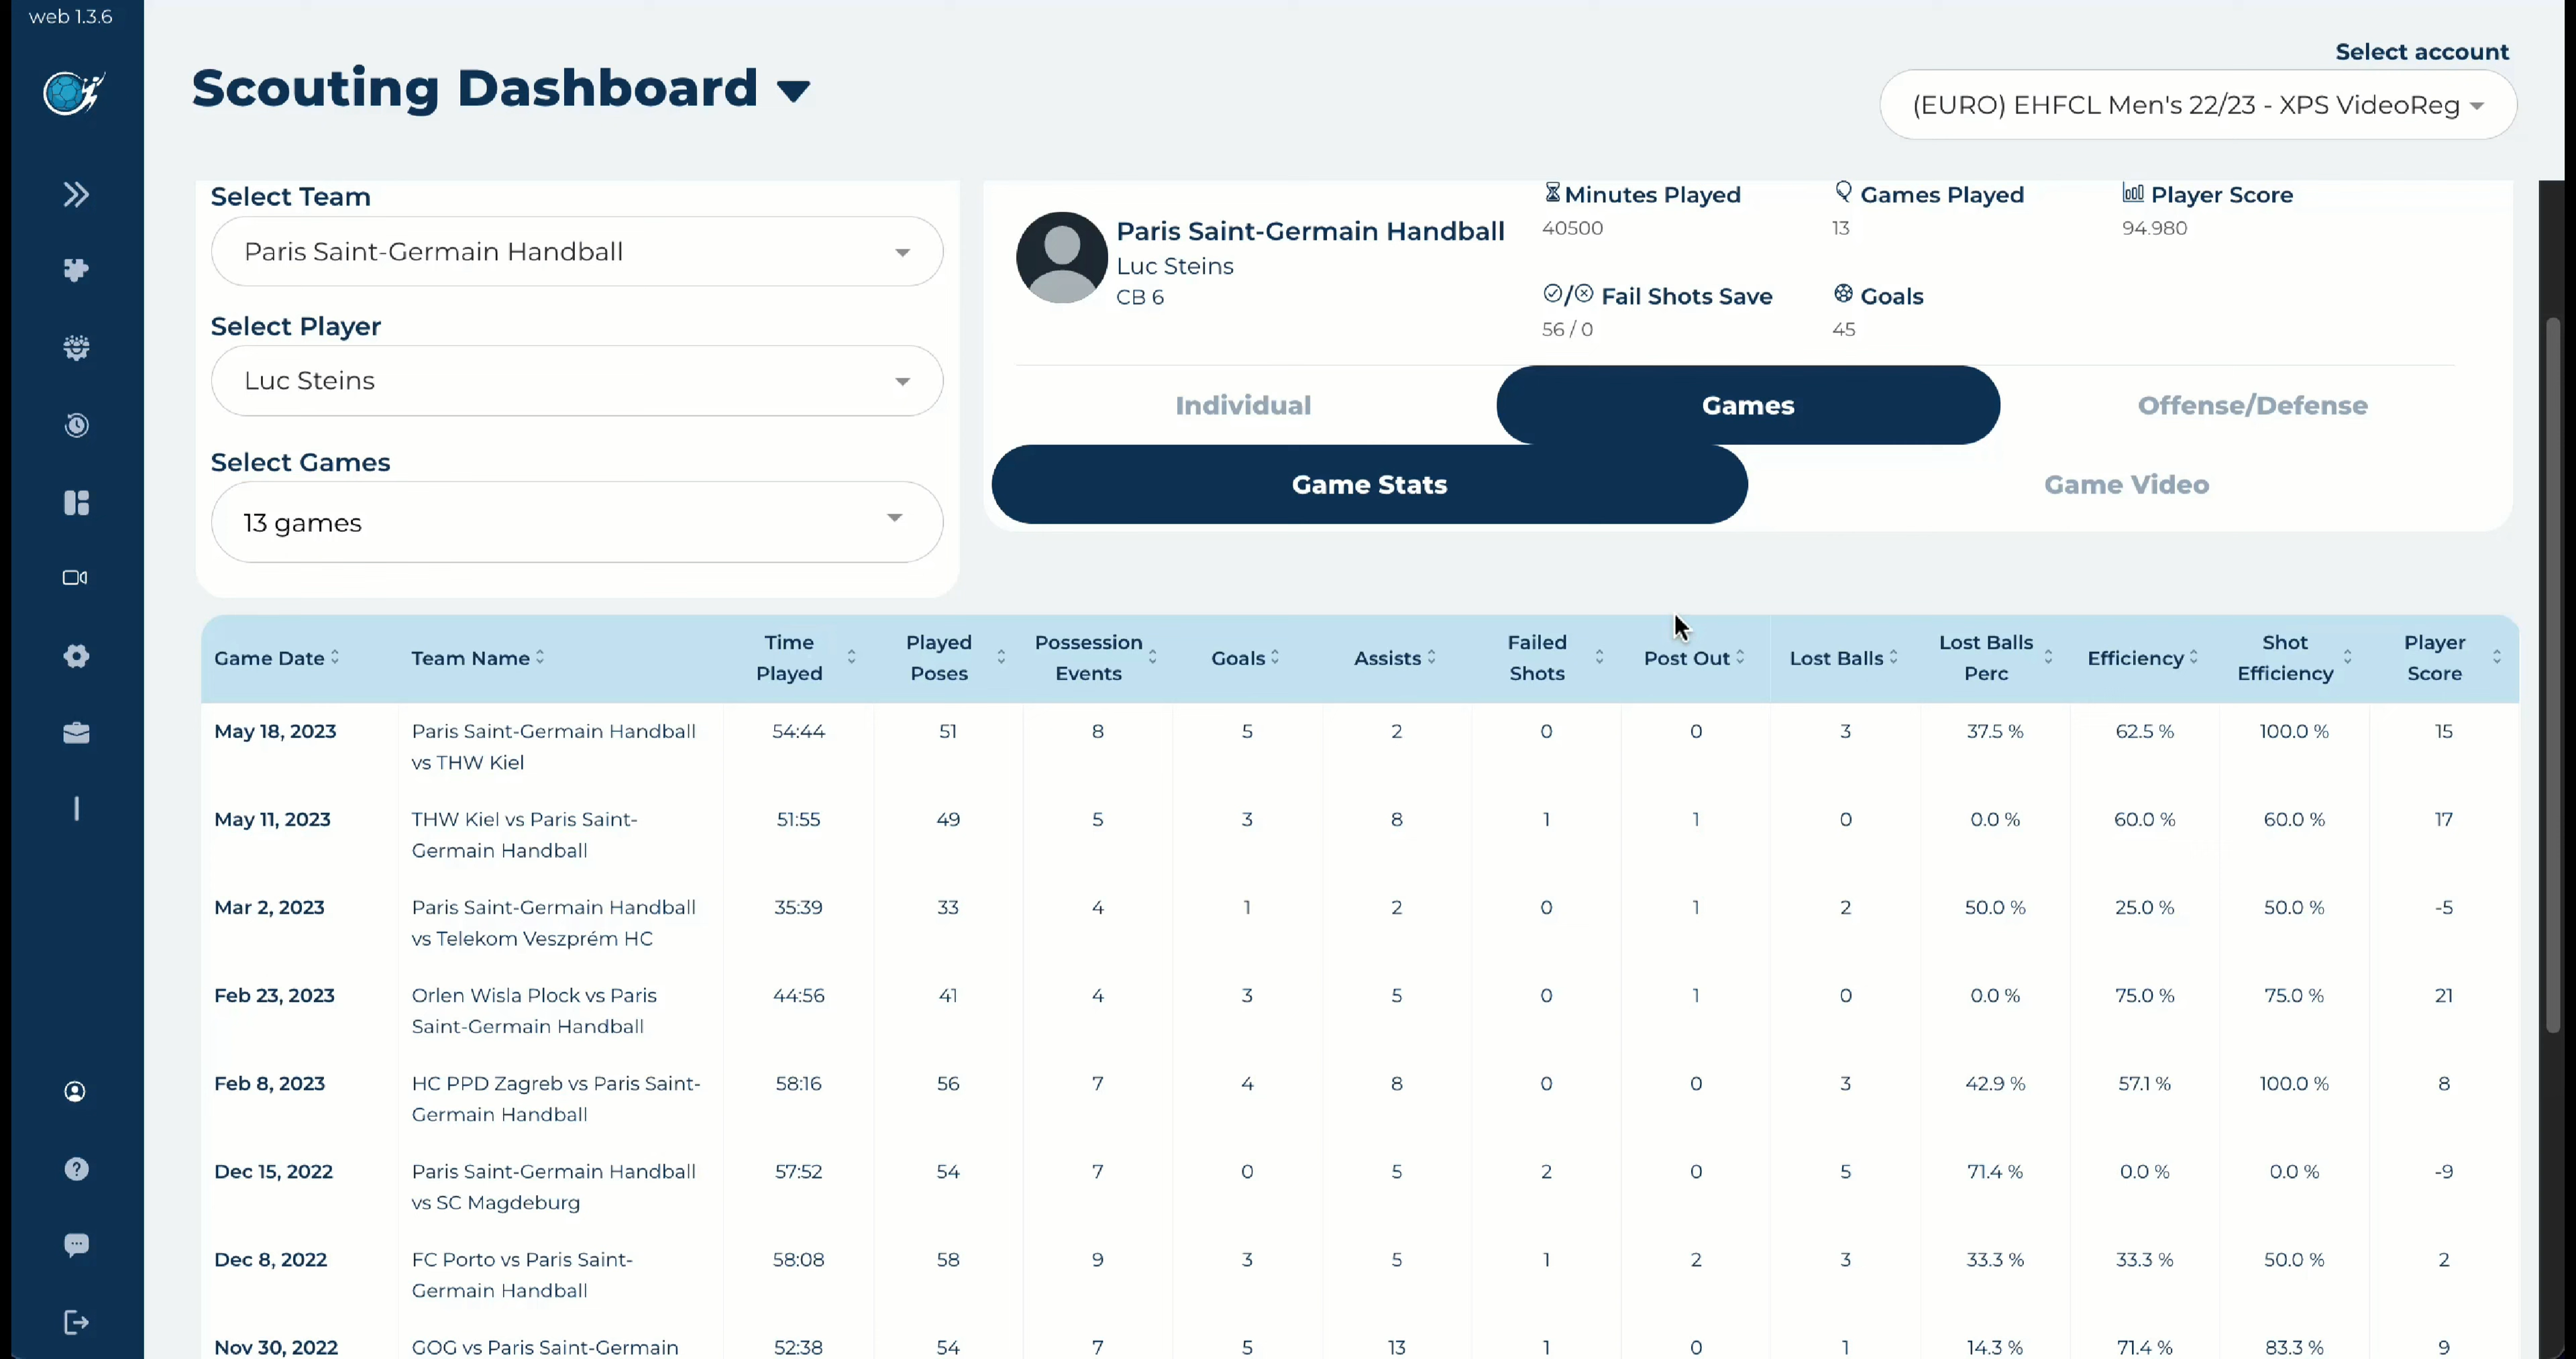 web 1.3.6
Scouting Dashboard
Select account
(EURO) EHFCL Men's 22/23 - XPS VideoReg
Select Team
Paris Saint-Germain Handball
Select Player
Luc Steins
Select Games
13 games
Paris Saint-Germain Handball
Luc Steins
CB 6
Minutes Played
40500
Games Played
13
Player Score
94.980
/ Fail Shots Save
56 / 0
Goals
45
Individual Games Offense/Defense
Game Stats Game Video
Game Date Team Name Time Played Played Poses Possession Events Goals Assists Failed Shots Post Out Lost Balls Lost Balls Perc Efficiency Shot Efficiency Player Score
May 18, 2023 Paris Saint-Germain Handball 54:44 51 8 5 2 0 0 3 37.5 % 62.5 % 100.0 % 15
vs THW Kiel
May 11, 2023 THW Kiel vs Paris Saint- 51:55 49 5 3 8 1 1 0 0.0 % 60.0 % 60.0 % 17
Germain Handball
Mar 2, 2023 Paris Saint-Germain Handball 35:39 33 4 1 2 0 1 2 50.0 % 25.0 % 50.0 % -5
vs Telekom Veszprém HC
Feb 23, 2023 Orlen Wisla Plock vs Paris 44:56 41 4 3 5 0 1 0 0.0 % 75.0 % 75.0 % 21
Saint-Germain Handball
Feb 8, 2023 HC PPD Zagreb vs Paris Saint- 58:16 56 7 4 8 0 0 3 42.9 % 57.1 % 100.0 % 8
Germain Handball
Dec 15, 2022 Paris Saint-Germain Handball 57:52 54 7 0 5 2 0 5 71.4 % 0.0 % 0.0 % -9
vs SC Magdeburg
Dec 8, 2022 FC Porto vs Paris Saint- 58:08 58 9 3 5 1 2 3 33.3 % 33.3 % 50.0 % 2
Germain Handball
Nov 30, 2022 GOG vs Paris Saint-Germain 52:38 54 7 5 13 1 0 1 14.3 % 71.4 % 83.3 % 9